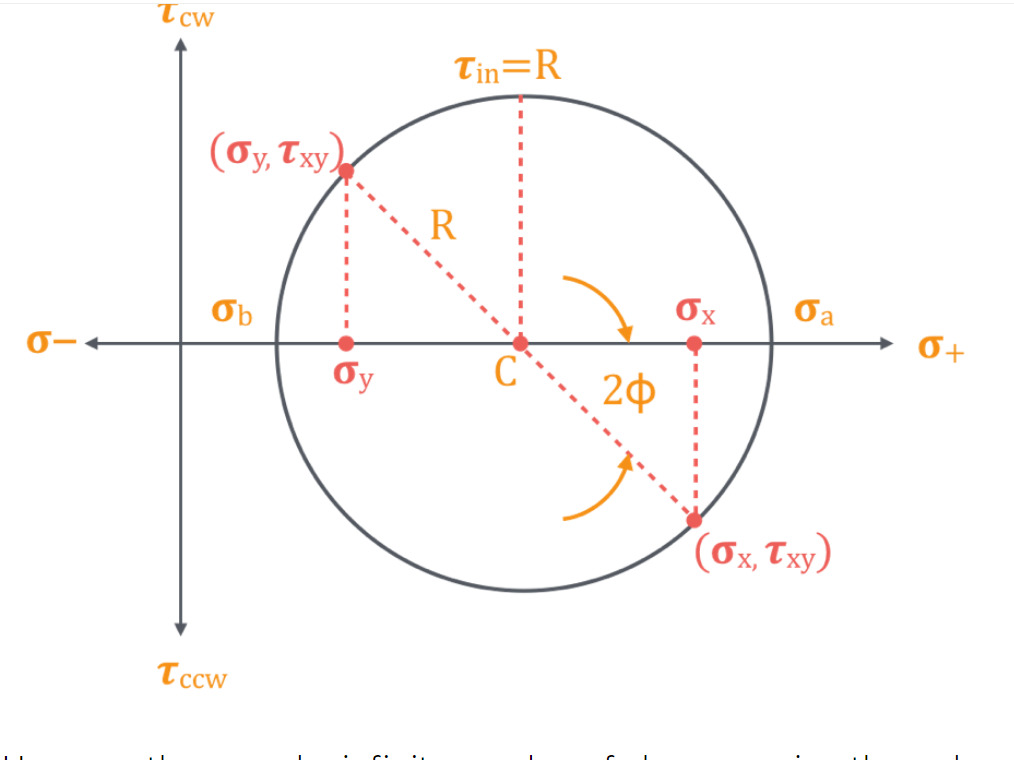 τcw
τin=R
(σy, τxy)
R
σb
σx
σa
σ−
σ+
σy
C
2ϕ
(σx, τxy)
τccw